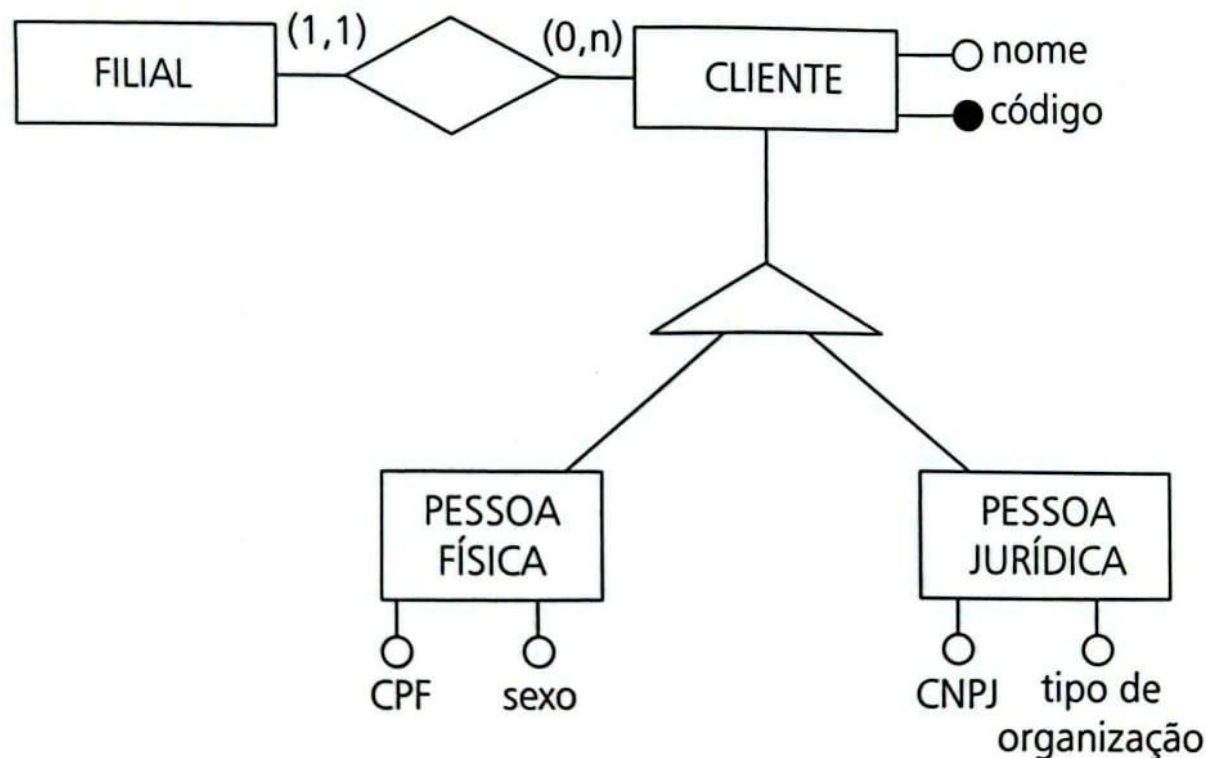 (1,1)
(0,n)
FILIAL
CLIENTE
nome
código
PESSOA
FÍSICA
PESSOA
JURÍDICA
CPF
sexo
CNPJ
tipo de
organização